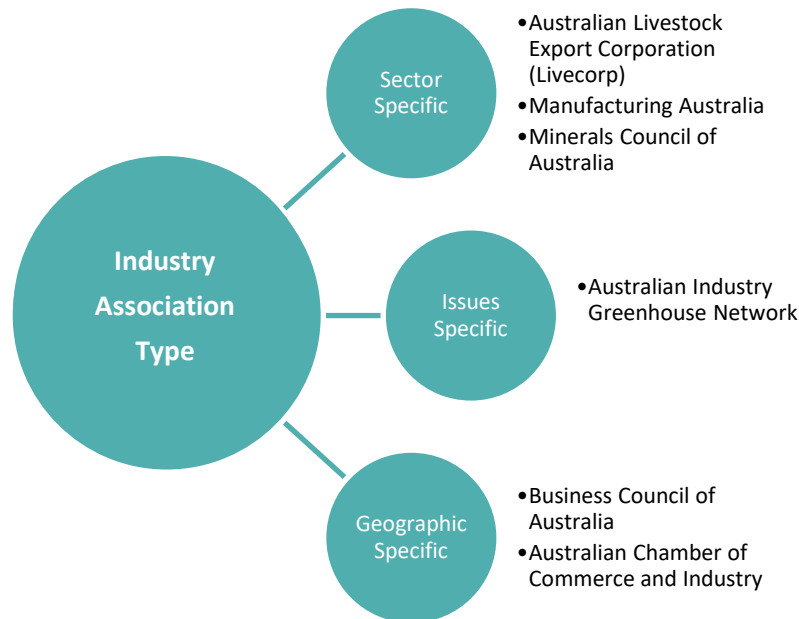 Industry
Association
Type
Sector
Specific
•Australian Livestock
Export Corporation
(Livecorp)
•Manufacturing Australia
•Minerals Council of
Australia
Issues
Specific
•Australian Industry
Greenhouse Network
Geographic
Specific
•Business Council of
Australia
•Australian Chamber of
Commerce and Industry